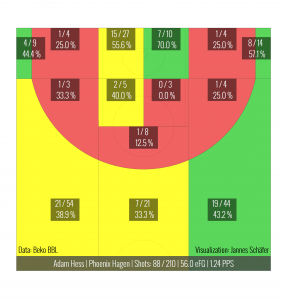 1 / 4
25.0 %
15 / 27
55.6 %
7 / 10
70.0 %
1 / 4
25.0 %
4 / 9
44.4 %
8 / 14
57.1 %
1 / 3
33.3 %
2 / 5
40.0 %
0 / 3
0.0 %
1 / 4
25.0 %
1 / 8
12.5 %
21 / 54
38.9 %
7 / 21
33.3 %
19 / 44
43.2 %
Data: Beko BBL
Visualization: Jannes Schäfer
Adam Hess | Phoenix Hagen | Shots: 88 / 210 | 56.0 eFG | 1.24 PPS